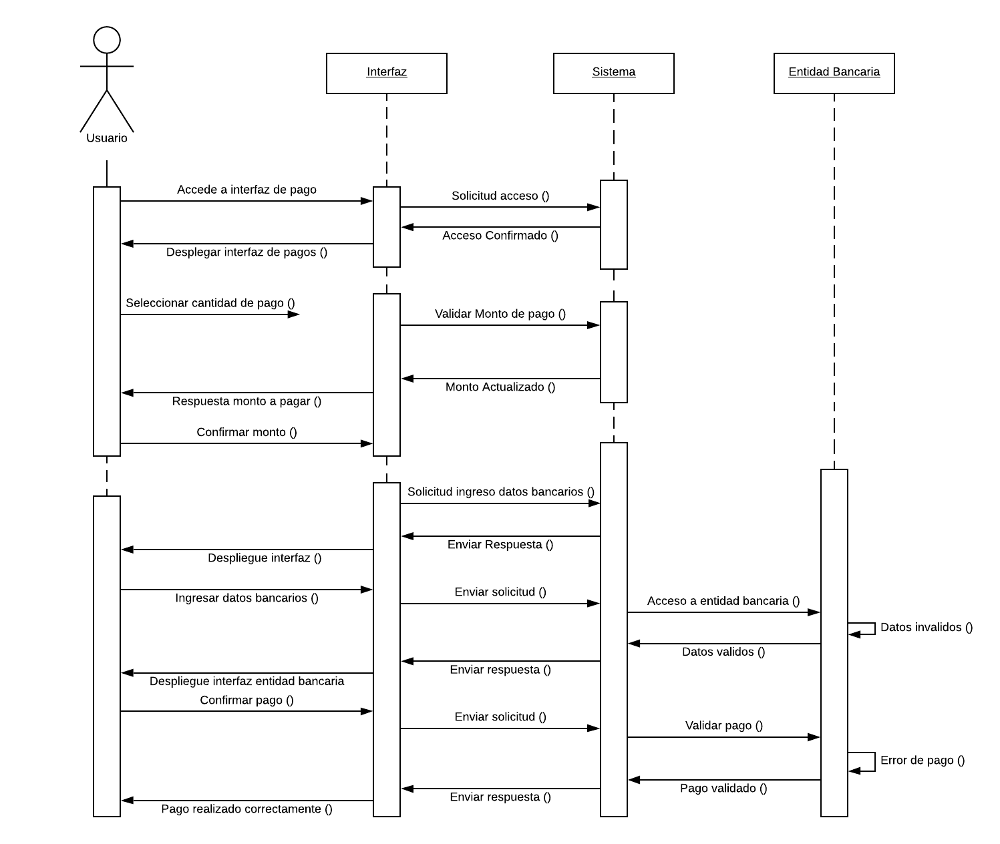 Usuario
Interfaz
Sistema
Entidad Bancaria
Accede a interfaz de pago
Solicitud acceso ()
Acceso Confirmado ()
Desplegar interfaz de pagos ()
Seleccionar cantidad de pago ()
Validar Monto de pago ()
Monto Actualizado ()
Respuesta monto a pagar ()
Confirmar monto ()
Solicitud ingreso datos bancarios ()
Enviar Respuesta ()
Despliegue interfaz ()
Ingresar datos bancarios ()
Enviar solicitud ()
Acceso a entidad bancaria ()
Datos invalidos ()
Datos validos ()
Enviar respuesta ()
Despliegue interfaz entidad bancaria
Confirmar pago ()
Enviar solicitud ()
Validar pago ()
Error de pago ()
Pago validado ()
Enviar respuesta ()
Pago realizado correctamente ()